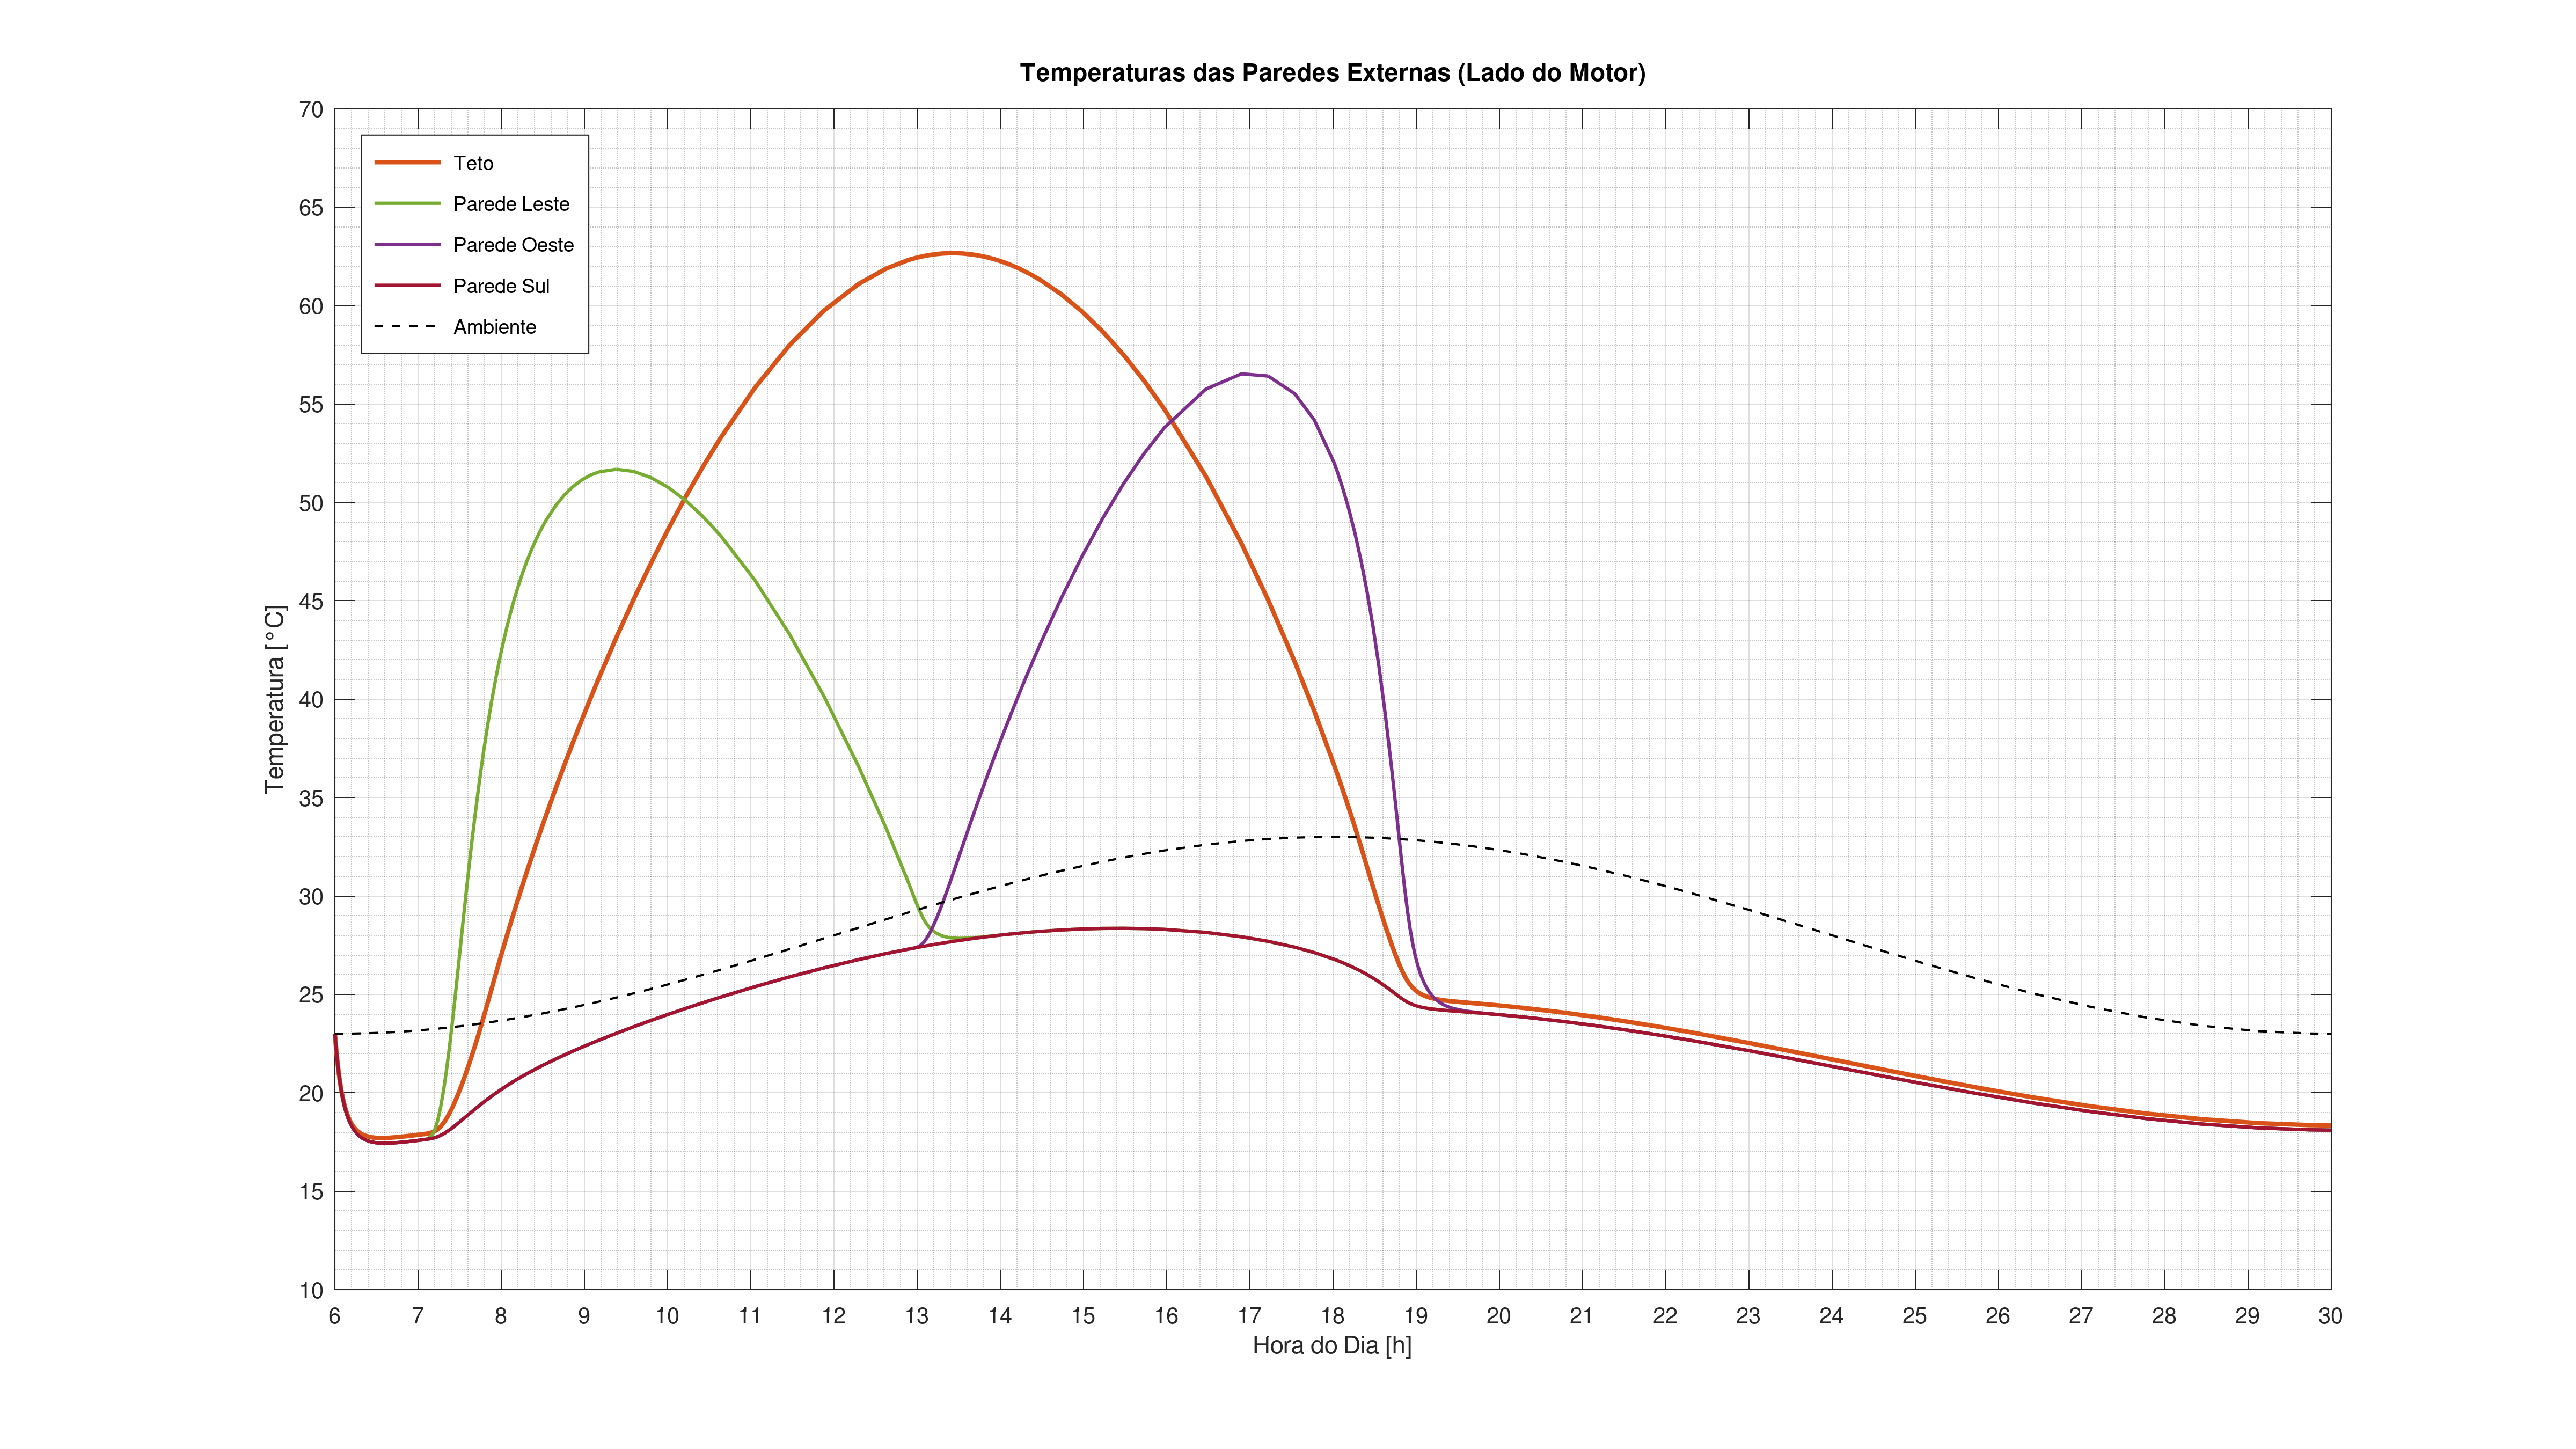 Temperaturas das Paredes Externas (Lado do Motor)
Teto
Parede Leste
Parede Oeste
Parede Sul
Ambiente
Temperatura [°C]
70
65
60
55
50
45
40
35
30
25
20
15
10
6 7 8 9 10 11 12 13 14 15 16 17 18 19 20 21 22 23 24 25 26 27 28 29 30
Hora do Dia [h]